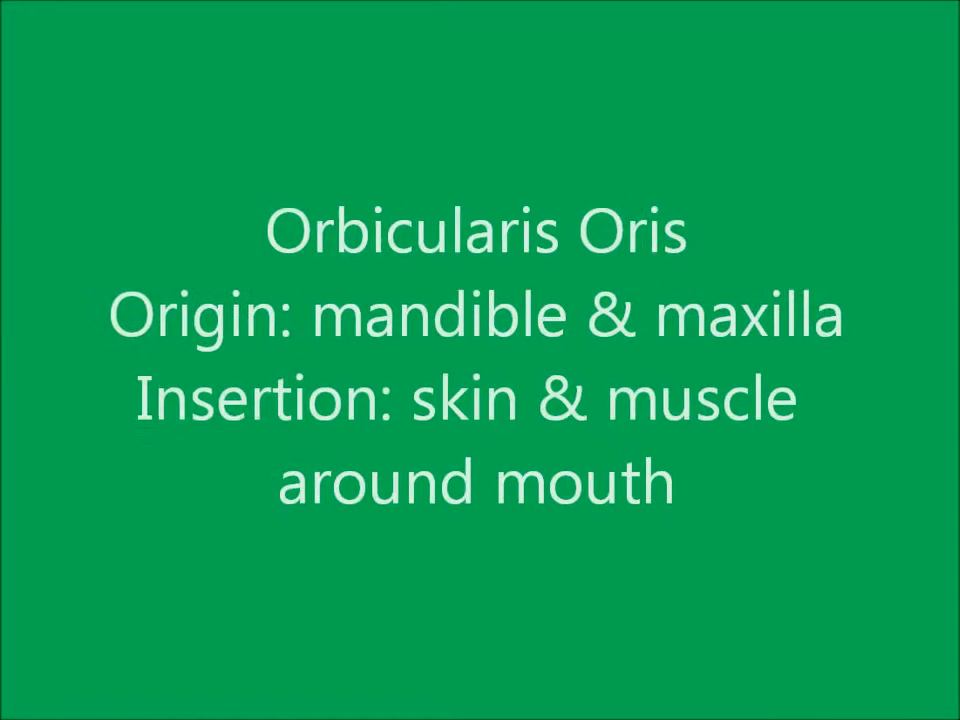 Orbicularis Oris
Origin: mandible & maxilla
Insertion: skin & muscle
around mouth